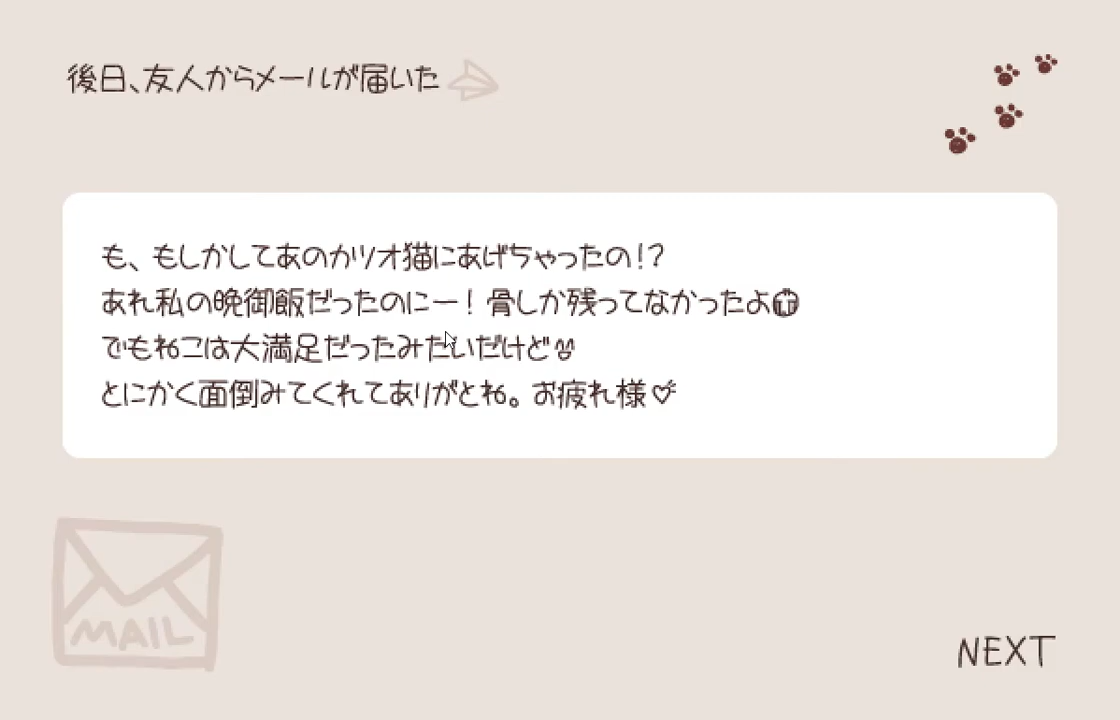 後日、友人からメールが届いた
も、もしかしてあのカツオ猫にあげちゃったの!?
あれ私の晩御飯だったのにー! 骨しか残ってなかったよ
でもねこは大満足だったみたいだけど
とにかく面倒みてくれてありがとね。お疲れ様♡
MAIL
NEXT